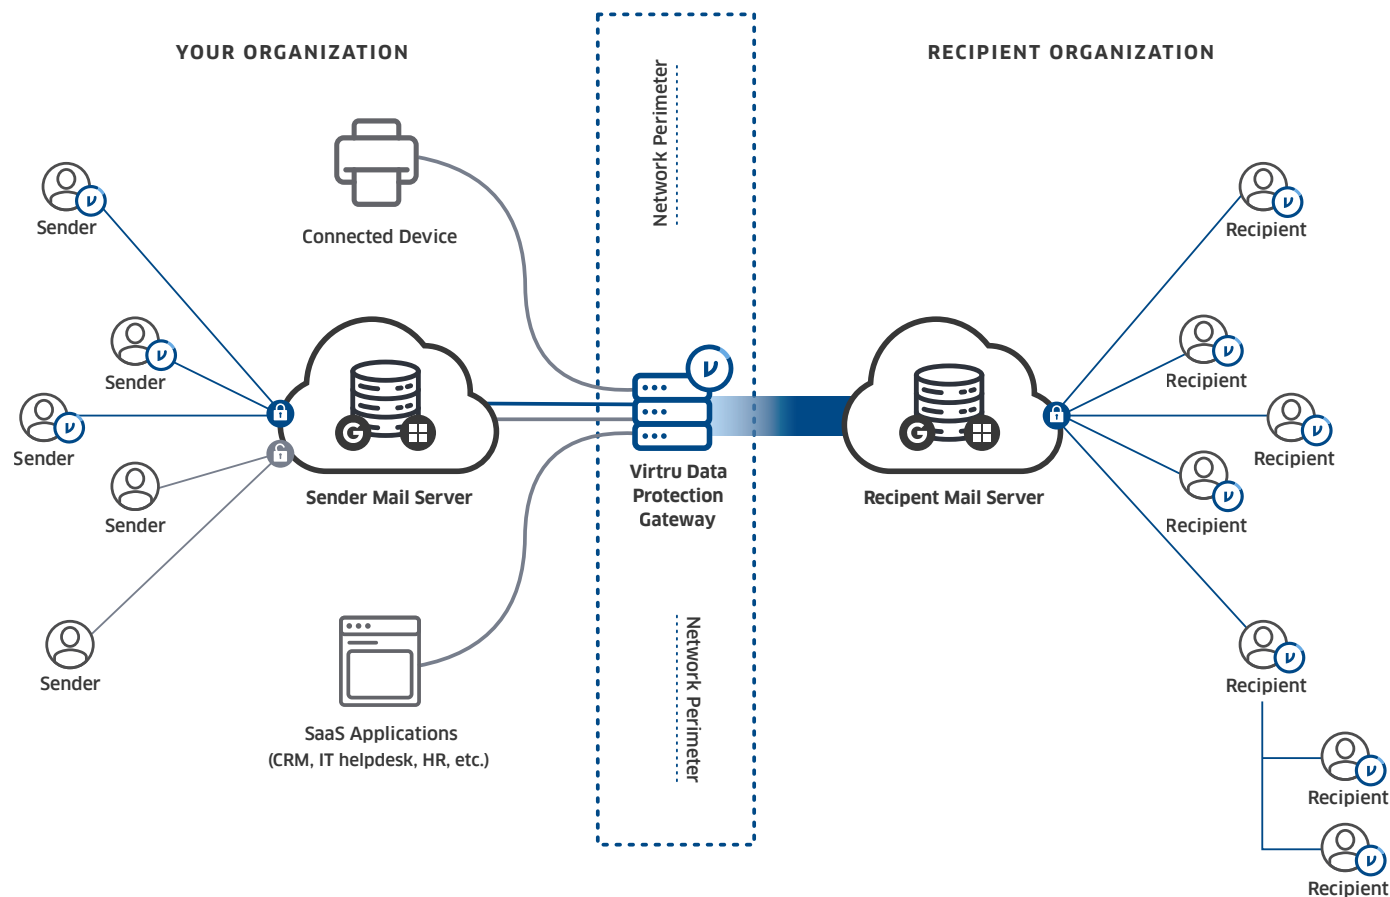 YOUR ORGANIZATION
RECIPIENT ORGANIZATION
Network Perimeter
Connected Device
Sender
Sender
Sender
Sender
Sender
Sender Mail Server
SaaS Applications
(CRM, IT helpdesk, HR, etc.)
Virtru Data
Protection
Gateway
Network Perimeter
Recipent Mail Server
Recipient
Recipient
Recipient
Recipient
Recipient
Recipient
Recipient